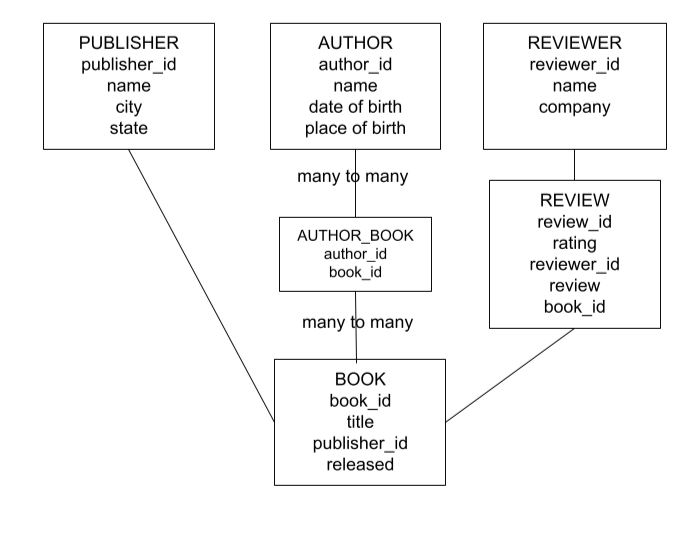 PUBLISHER
publisher_id
name
city
state
AUTHOR
author_id
name
date of birth
place of birth
REVIEWER
reviewer_id
name
company
many to many
AUTHOR_BOOK
author_id
book_id
REVIEW
review_id
rating
reviewer_id
review
book_id
many to many
BOOK
book_id
title
publisher_id
released